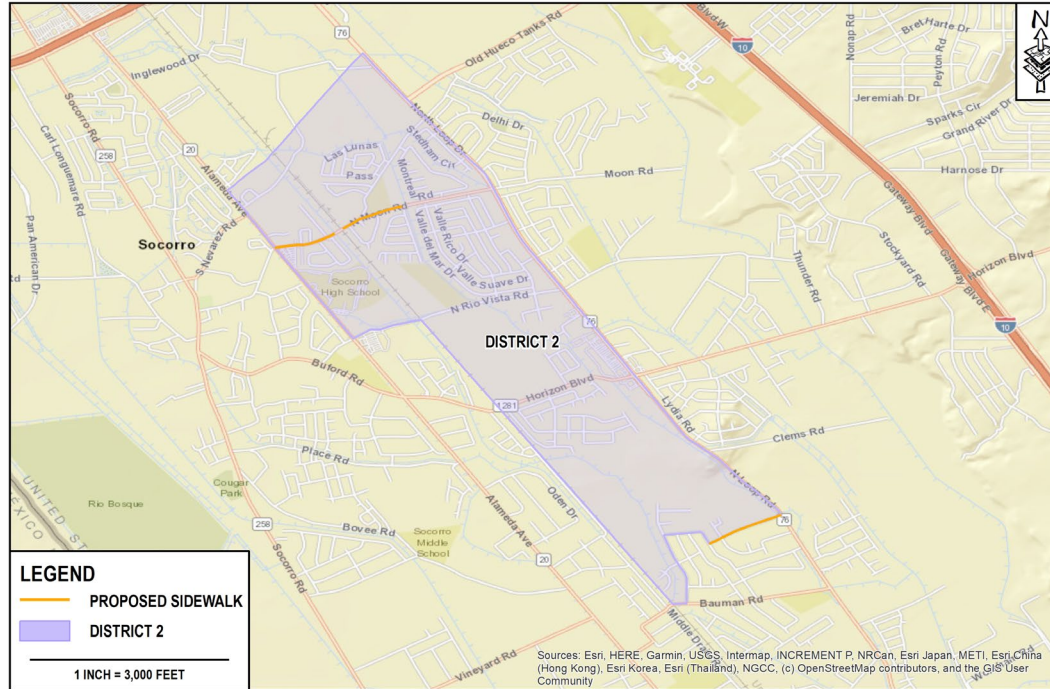 76
Old Hueco Tanks Rd
Blvd W
10
Nonap Rd
Bret Harte Dr
Peyton Rd
N
Inglewood Dr
Jeremiah Dr
Sparks Cir
Grand River Dr
Socorro Rd
Carl Longuemare Rd
258
20
Alameda Ave
North Loop Dr
Delhi Dr
Stedham Cir
Las Lunas
Pass
Montreal
Moon Rd
N Moon Rd
Harnose Dr
Gateway Blvd
Pan American Dr
Socorro
S Nevarez Rd
Valle Rico Dr
Valle del Mar Dr
Valle Suave Dr
Thunder Rd
Stockyard Rd
Horizon Blvd
Gateway Blvd E
Rd
Socorro
High School
N Rio Vista Rd
76
10
DISTRICT 2
Buford Rd
Horizon Blvd
1281
Lydia Rd
Clems Rd
Place Rd
N Loop Rd
Rio Bosque
Cougar
Park
Oden Dr
Alameda Ave
76
UNITED ST
MÉXICO
258
Bovee Rd
Socorro
Middle
School
Socorro Rd
20
Bauman Rd
Middle Drain
Vineyard Rd
LEGEND
PROPOSED SIDEWALK
DISTRICT 2
1 INCH = 3,000 FEET
Sources: Esri, HERE, Garmin, USGS, Intermap, INCREMENT P, NRCan, Esri Japan, METI, Esri China
(Hong Kong), Esri Korea, Esri (Thailand), NGCC, (c) OpenStreetMap contributors, and the GIS User
Community